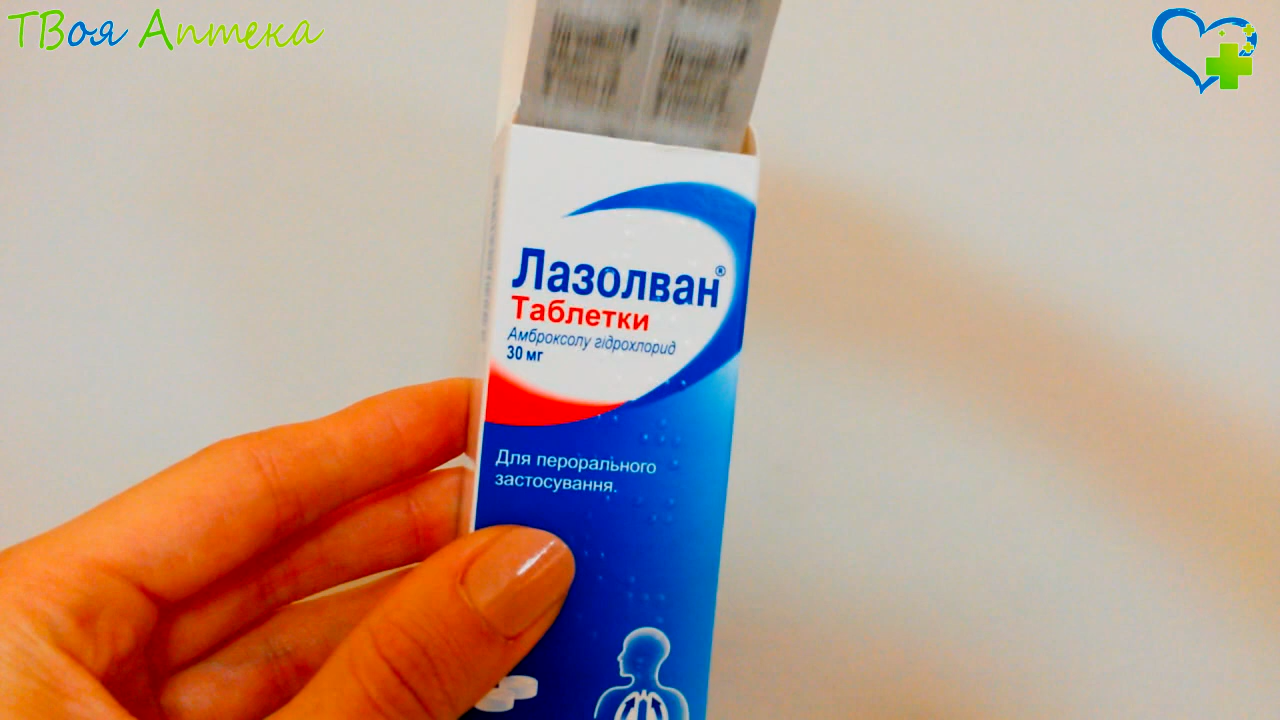 ТВоя Аптека
Лазолван®
Таблетки
Амброксолу гідрохлорид
30 мг
Для перорального
застосування.